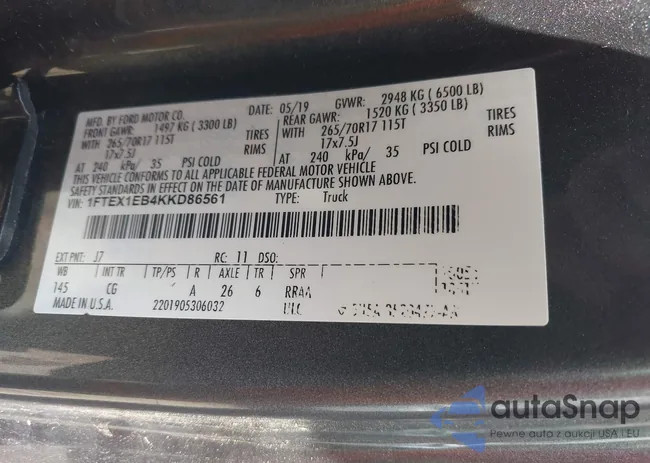 MFD. BY FORD MOTOR CO. DATE: 05/19 GVWR: 2948 KG (6500 LB)
FRONT GAWR: 1497 KG (3300 LB) REAR GAWR: 1520 KG (3350 LB)
WITH 265/70R17 115T TIRES WITH 265/70R17 115T TIRES
17x7.5J RIMS 17x7.5J RIMS
AT 240 kPa/ 35 PSI COLD AT 240 kPa/ 35 PSI COLD
THIS VEHICLE CONFORMS TO ALL APPLICABLE FEDERAL MOTOR VEHICLE
SAFETY STANDARDS IN EFFECT ON THE DATE OF MANUFACTURE SHOWN ABOVE.
VIN: 1FTEX1EB4KKD86561 TYPE: Truck
EXT PNT: J7 RC: 11 DSO:
WB INT TR TP/PS R AXLE TR SPR
145 CG A 26 6 RRAA
MADE IN U.S.A. 2201905306032
autaSnap
Pewne auto z aukcji USA i EU